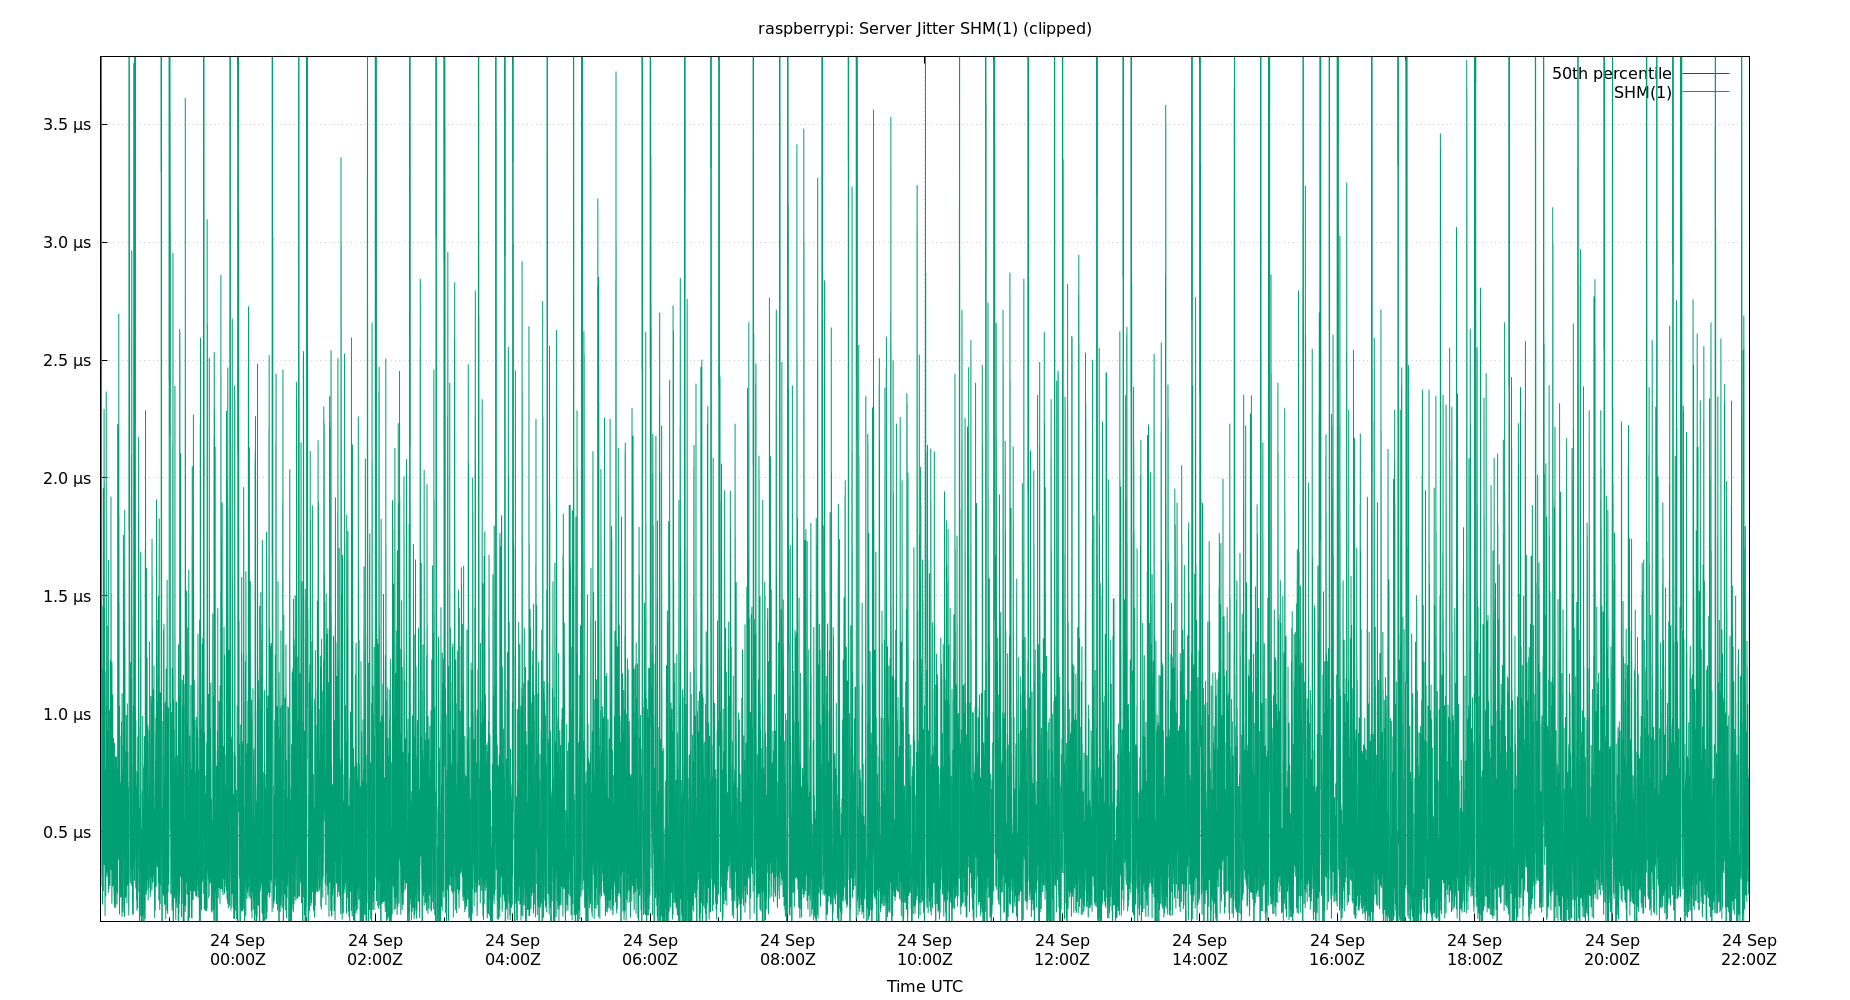 raspberrypi: Server Jitter SHM(1) (clipped)
50th percentile
SHM(1)
3.5 µs
3.0 µs
2.5 µs
2.0 µs
1.5 µs
1.0 µs
0.5 µs
24 Sep 24 Sep 24 Sep 24 Sep 24 Sep 24 Sep 24 Sep 24 Sep 24 Sep 24 Sep 24 Sep 24 Sep
00:00Z 02:00Z 04:00Z 06:00Z 08:00Z 10:00Z 12:00Z 14:00Z 16:00Z 18:00Z 20:00Z 22:00Z
Time UTC